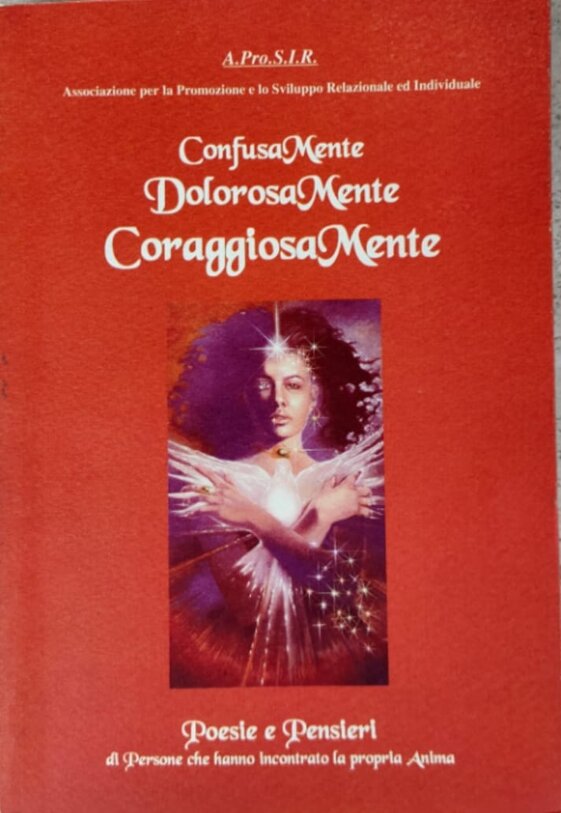 A.Pro.S.I.R.
Associazione per la Promozione e lo Sviluppo Relazionale ed Individuale
ConfusaMente
DolorosaMente
CoraggiosaMente
Poesie e Pensieri
di Persone che hanno incontrato la propria Anima